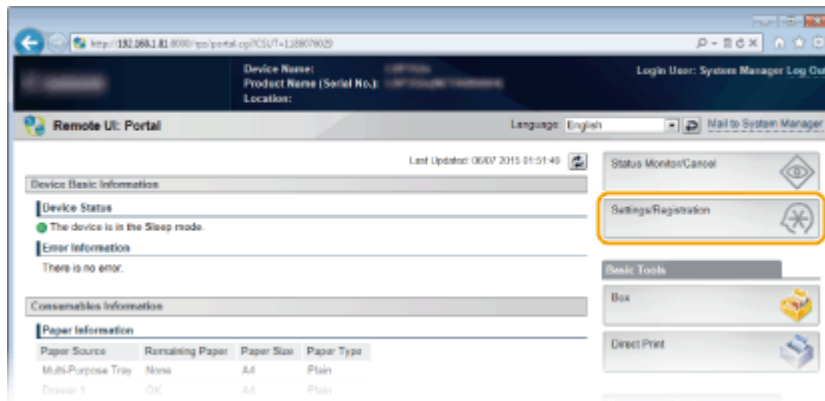 http://192.168.1.81:8000/rps/portal.cgi?CSUT=1386076029
Device Name:
Product Name (Serial No.):
Location:
Login User: System Manager Log Out
Remote UI: Portal
Language: English
Mail to System Manager
Last Updated: 06/07 2015 01:51:49
Device Basic Information
Device Status
The device is in the Sleep mode.
Error Information
There is no error.
Consumables Information
Paper Information
Paper Source Remaining Paper Paper Size Paper Type
Multi-Purpose Tray None A4 Plain
Drawer 1 OK A4 Plain
Status Monitor/Cancel
Settings/Registration
Basic Tools
Box
Direct Print